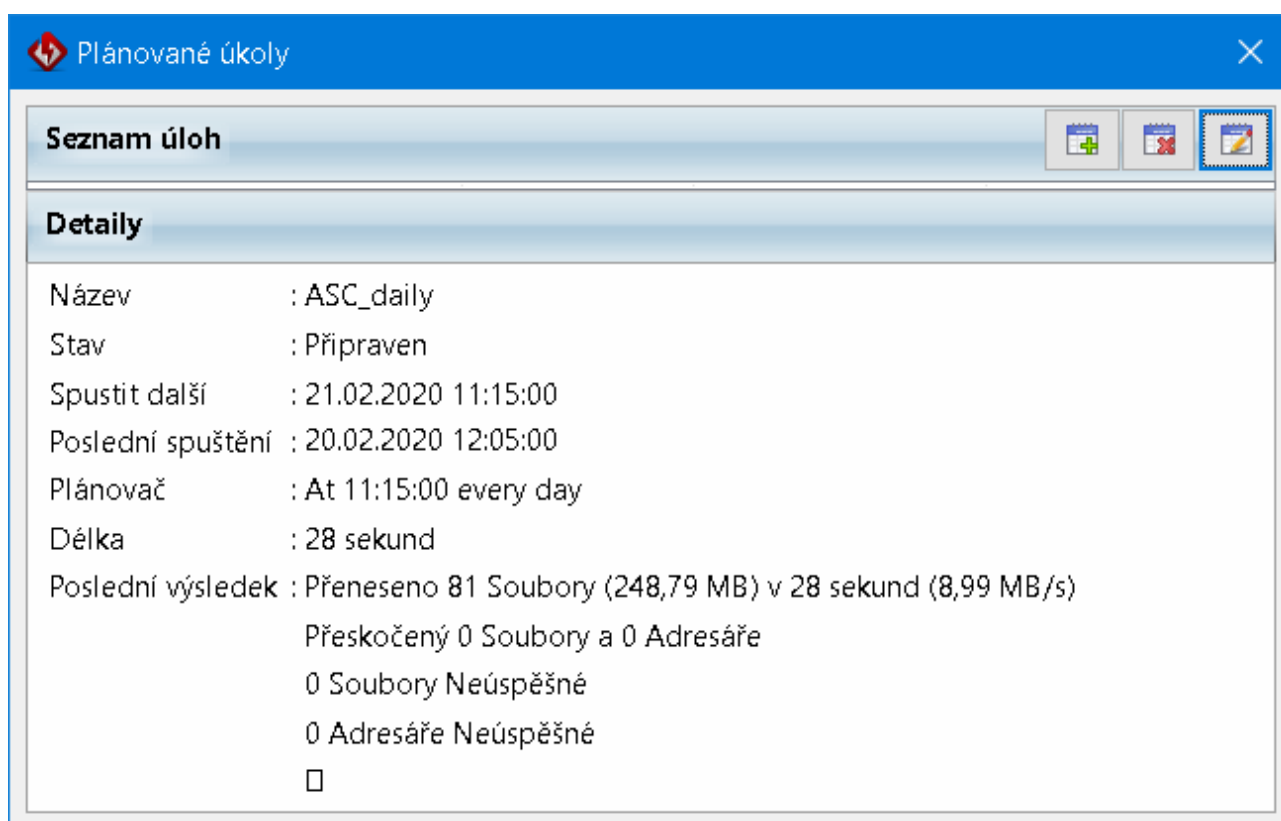 Plánované úkoly
Seznam úloh
Detaily
Název : ASC_daily
Stav : Připraven
Spustit další : 21.02.2020 11:15:00
Poslední spuštění : 20.02.2020 12:05:00
Plánovač : At 11:15:00 every day
Délka : 28 sekund
Poslední výsledek : Přeneseno 81 Soubory (248,79 MB) v 28 sekund (8,99 MB/s)
Přeskočený 0 Soubory a 0 Adresáře
0 Soubory Neúspěšné
0 Adresáře Neúspěšné